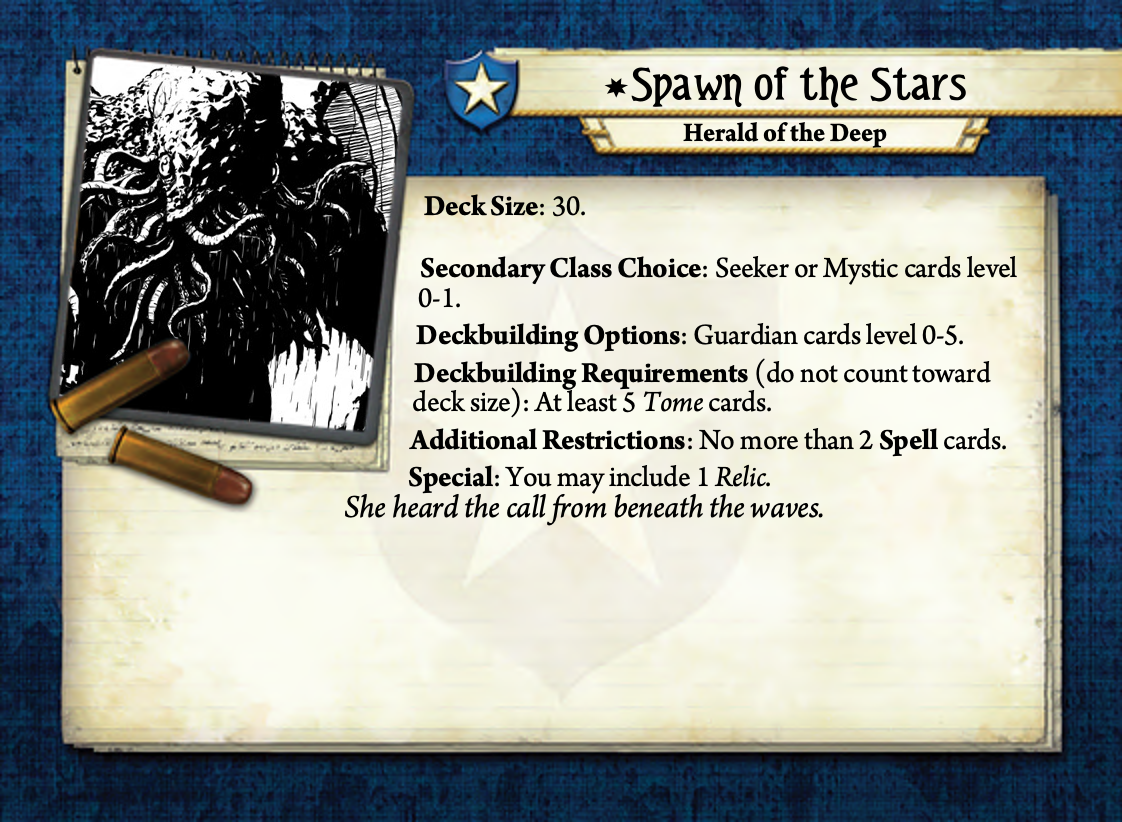 ✷Spawn of the Stars
Herald of the Deep
Deck Size: 30.
Secondary Class Choice: Seeker or Mystic cards level
0-1.
Deckbuilding Options: Guardian cards level 0-5.
Deckbuilding Requirements (do not count toward
deck size): At least 5 Tome cards.
Additional Restrictions: No more than 2 Spell cards.
Special: You may include 1 Relic.
She heard the call from beneath the waves.